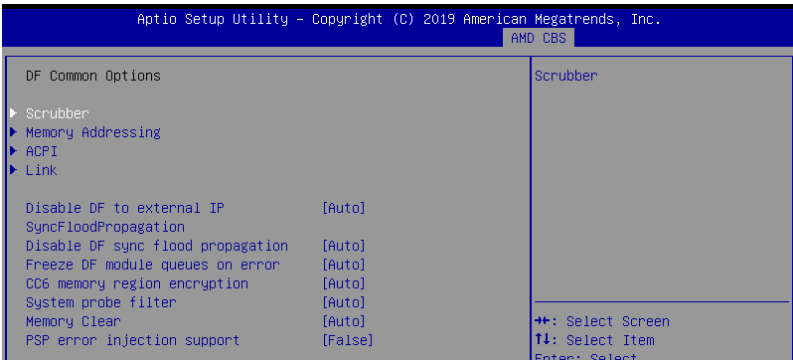 Aptio Setup Utility – Copyright (C) 2019 American Megatrends, Inc.
AMD CBS
DF Common Options
Scrubber
Memory Addressing
ACPI
Link
Disable DF to external IP [Auto]
SyncFloodPropagation
Disable DF sync flood propagation [Auto]
Freeze DF module queues on error [Auto]
CC6 memory region encryption [Auto]
System probe filter [Auto]
Memory Clear [Auto]
PSP error injection support [False]
Scrubber
→←: Select Screen
↑↓: Select Item
Enter: Select